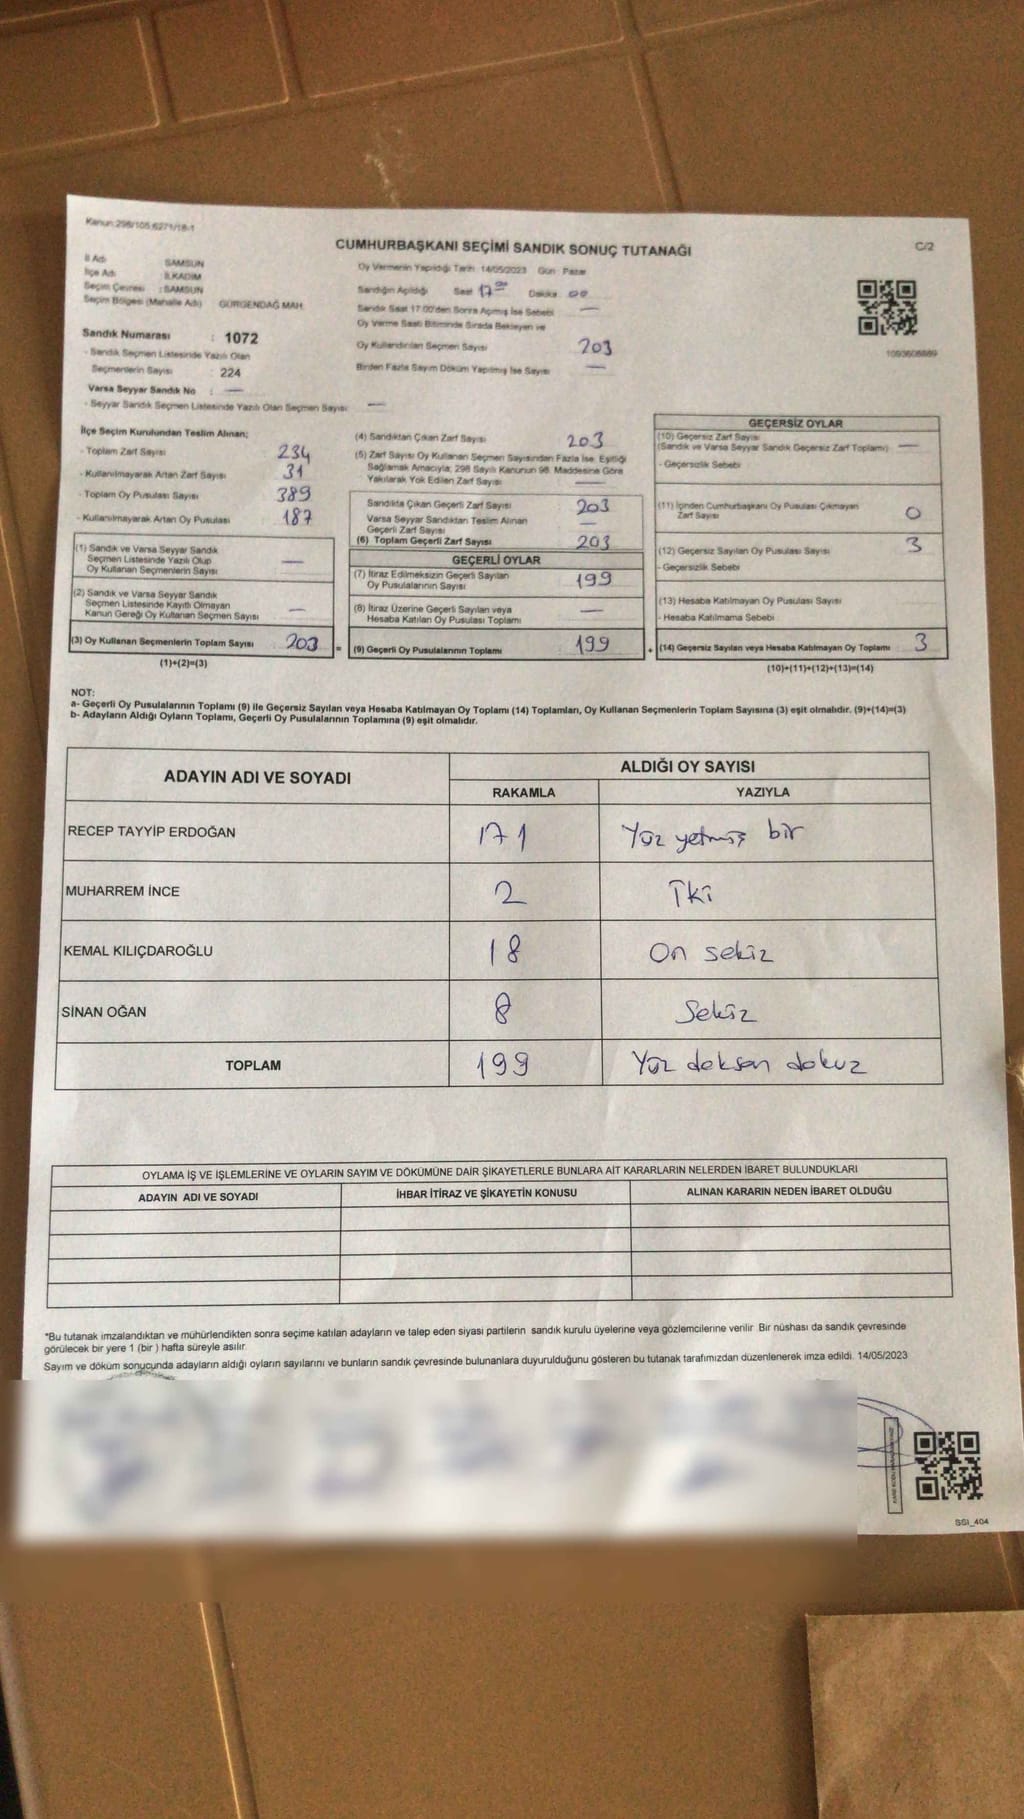 Kanun:298/105,6271/18-1
CUMHURBAŞKANI SEÇİMİ SANDIK SONUÇ TUTANAĞI
C/2
İl Adı : SAMSUN
İlçe Adı : İLKADIM
Seçim Çevresi : SAMSUN
Seçim Bölgesi (Mahalle Adı) : GÜRGENDAĞ MAH.
Sandık Numarası : 1072
- Sandık Seçmen Listesinde Yazılı Olan
Seçmenlerin Sayısı : 224
Varsa Seyyar Sandık No : —
- Seyyar Sandık Seçmen Listesinde Yazılı Olan Seçmen Sayısı : —
Oy Vermenin Yapıldığı Tarih 14/05/2023 Gün Pazar
Sandığın Açıldığı Saat 17 00 Dakika 00
Sandık Saat 17:00'den Sonra Açılmış İse Sebebi —
Oy Verme Saati Bitiminde Sırada Bekleyen ve
Oy Kullandırılan Seçmen Sayısı 203
Birden Fazla Sayım Döküm Yapılmış İse Sayısı —
İlçe Seçim Kurulundan Teslim Alınan;
- Toplam Zarf Sayısı 234
- Kullanılmayarak Artan Zarf Sayısı 31
- Toplam Oy Pusulası Sayısı 389
- Kullanılmayarak Artan Oy Pusulası 187
(1) Sandık ve Varsa Seyyar Sandık
Seçmen Listesinde Yazılı Olup
Oy Kullanan Seçmenlerin Sayısı —
(2) Sandık ve Varsa Seyyar Sandık
Seçmen Listesinde Kayıtlı Olmayan
Kanun Gereği Oy Kullanan Seçmen Sayısı —
(3) Oy Kullanan Seçmenlerin Toplam Sayısı 203 =
(1)+(2)=(3)
(4) Sandıktan Çıkan Zarf Sayısı 203
(5) Zarf Sayısı Oy Kullanan Seçmen Sayısından Fazla İse, Eşitliği
Sağlamak Amacıyla, 298 Sayılı Kanunun 98. Maddesine Göre
Yakılarak Yok Edilen Zarf Sayısı —
Sandıkta Çıkan Geçerli Zarf Sayısı 203
Varsa Seyyar Sandıktan Teslim Alınan
Geçerli Zarf Sayısı —
(6) Toplam Geçerli Zarf Sayısı 203
GEÇERLİ OYLAR
(7) İtiraz Edilmeksizin Geçerli Sayılan
Oy Pusulalarının Sayısı 199
(8) İtiraz Üzerine Geçerli Sayılan veya
Hesaba Katılan Oy Pusulası Toplamı —
(9) Geçerli Oy Pusulalarının Toplamı 199 +
GEÇERSİZ OYLAR
(10) Geçersiz Zarf Sayısı
(Sandık ve Varsa Seyyar Sandık Geçersiz Zarf Toplamı) —
- Geçersizlik Sebebi
(11) İçinden Cumhurbaşkanı Oy Pusulası Çıkmayan
Zarf Sayısı 0
(12) Geçersiz Sayılan Oy Pusulası Sayısı 3
- Geçersizlik Sebebi
(13) Hesaba Katılmayan Oy Pusulası Sayısı
- Hesaba Katılmama Sebebi
(14) Geçersiz Sayılan veya Hesaba Katılmayan Oy Toplamı 3
(10)+(11)+(12)+(13)=(14)
NOT:
a- Geçerli Oy Pusulalarının Toplamı (9) ile Geçersiz Sayılan veya Hesaba Katılmayan Oy Toplamı (14) Toplamları, Oy Kullanan Seçmenlerin Toplam Sayısına (3) eşit olmalıdır. (9)+(14)=(3)
b- Adayların Aldığı Oyların Toplamı, Geçerli Oy Pusulalarının Toplamına (9) eşit olmalıdır.
ADAYIN ADI VE SOYADI
ALDIĞI OY SAYISI
RAKAMLA YAZIYLA
RECEP TAYYİP ERDOĞAN 171 Yüz yetmiş bir
MUHARREM İNCE 2 İki
KEMAL KILIÇDAROĞLU 18 On sekiz
SİNAN OĞAN 8 Sekiz
TOPLAM 199 Yüz doksan dokuz
OYLAMA İŞ VE İŞLEMLERİNE VE OYLARIN SAYIM VE DÖKÜMÜNE DAİR ŞİKAYETLERLE BUNLARA AİT KARARLARIN NELERDEN İBARET BULUNDUKLARI
ADAYIN ADI VE SOYADI İHBAR İTİRAZ VE ŞİKAYETİN KONUSU ALINAN KARARIN NEDEN İBARET OLDUĞU
*Bu tutanak imzalandıktan ve mühürlendikten sonra seçime katılan adayların ve talep eden siyasi partilerin sandık kurulu üyelerine veya gözlemcilerine verilir. Bir nüshası da sandık çevresinde
görülecek bir yere 1 (bir ) hafta süreyle asılır.
Sayım ve döküm sonucunda adayların aldığı oyların sayılarını ve bunların sandık çevresinde bulunanlara duyurulduğunu gösteren bu tutanak tarafımızdan düzenlenerek imza edildi. 14/05/2023
SSI_404